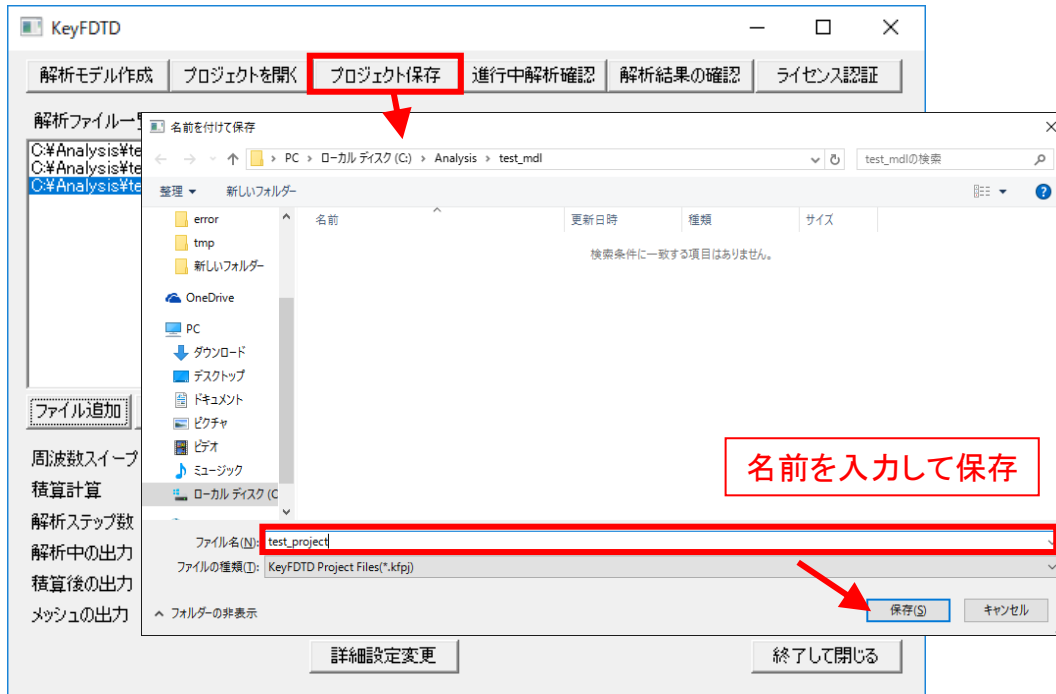 KeyFDTD
解析モデル作成 プロジェクトを開く プロジェクト保存 進行中解析確認 解析結果の確認 ライセンス認証
解析ファイル一
C:¥Analysis¥te
C:¥Analysis¥te
C:¥Analysis¥te
名前を付けて保存
PC › ローカル ディスク (C:) › Analysis › test_mdl
test_mdlの検索
整理 新しいフォルダー
名前 更新日時 種類 サイズ
検索条件に一致する項目はありません。
error
tmp
新しいフォルダー
OneDrive
PC
ダウンロード
デスクトップ
ドキュメント
ピクチャ
ビデオ
ミュージック
ローカル ディスク (C
ファイル追加
周波数スイープ
積算計算
解析ステップ数
解析中の出力
積算後の出力
メッシュの出力
名前を入力して保存
ファイル名(N): test_project
ファイルの種類(T): KeyFDTD Project Files(*.kfpj)
フォルダーの非表示
保存(S) キャンセル
詳細設定変更 終了して閉じる